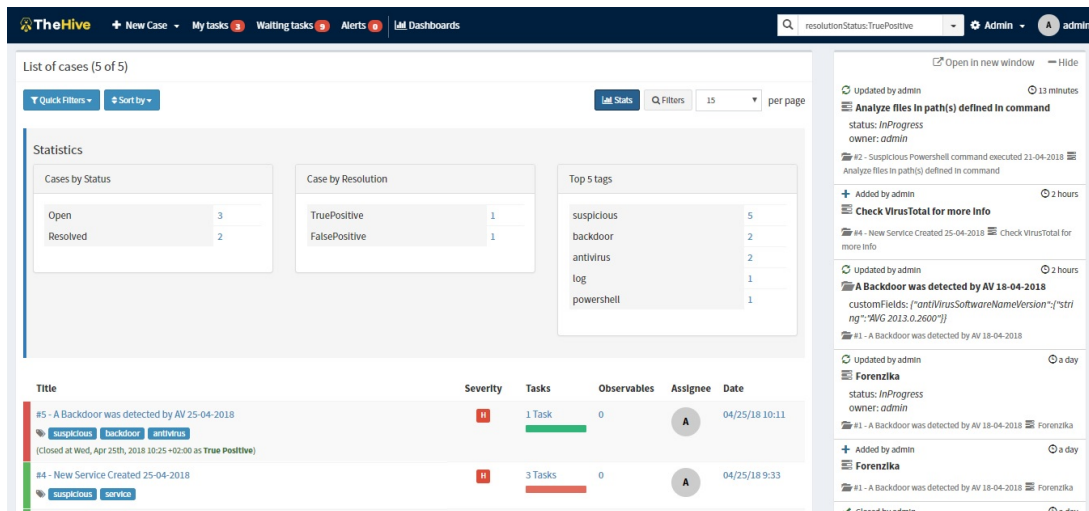 TheHive + New Case My tasks 3 Waiting tasks 9 Alerts 0 Dashboards resolutionStatus:TruePositive Admin A admin
List of cases (5 of 5)
Quick Filters Sort by Stats Filters 15 per page
Statistics
Cases by Status
Open 3
Resolved 2
Case by Resolution
TruePositive 1
FalsePositive 1
Top 5 tags
suspicious 5
backdoor 2
antivirus 2
log 1
powershell 1
Title Severity Tasks Observables Assignee Date
#5 - A Backdoor was detected by AV 25-04-2018 H 1 Task 0 A 04/25/18 10:11
suspicious backdoor antivirus
(Closed at Wed, Apr 25th, 2018 10:25 +02:00 as True Positive)
#4 - New Service Created 25-04-2018 H 3 Tasks 0 A 04/25/18 9:33
suspicious service
Open in new window Hide
Updated by admin 13 minutes
Analyze files in path(s) defined in command
status: InProgress
owner: admin
#2 - Suspicious Powershell command executed 21-04-2018
Analyze files in path(s) defined in command
+ Added by admin 2 hours
Check VirusTotal for more info
#4 - New Service Created 25-04-2018 Check VirusTotal for
more info
Updated by admin 2 hours
A Backdoor was detected by AV 18-04-2018
customFields: {"antiVirusSoftwareNameVersion":{"stri
ng":"AVG 2013.0.2600"}}
#1 - A Backdoor was detected by AV 18-04-2018
Updated by admin a day
Forenzika
status: InProgress
owner: admin
#1 - A Backdoor was detected by AV 18-04-2018 Forenzika
+ Added by admin a day
Forenzika
#1 - A Backdoor was detected by AV 18-04-2018 Forenzika
Closed by admin a day